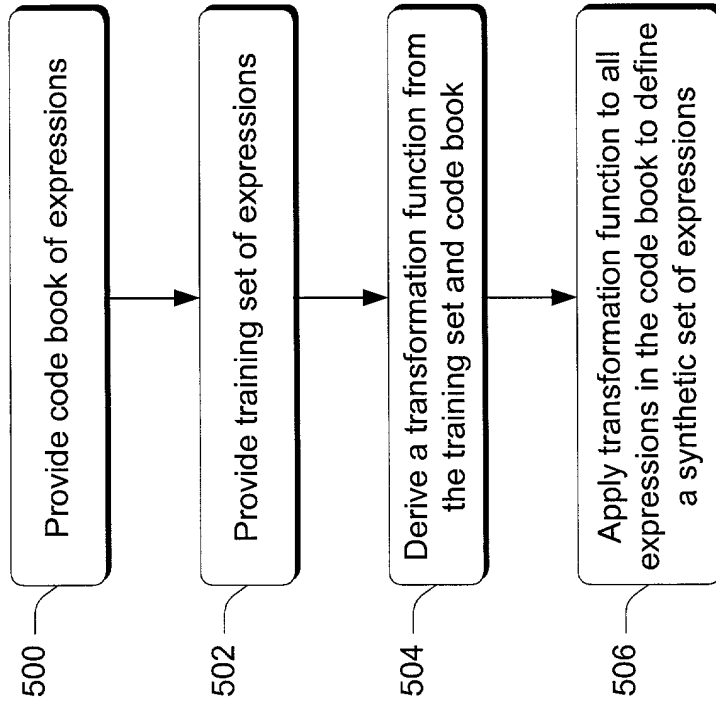 500
Provide code book of expressions
502
Provide training set of expressions
504
Derive a transformation function from
the training set and code book
506
Apply transformation function to all
expressions in the code book to define
a synthetic set of expressions